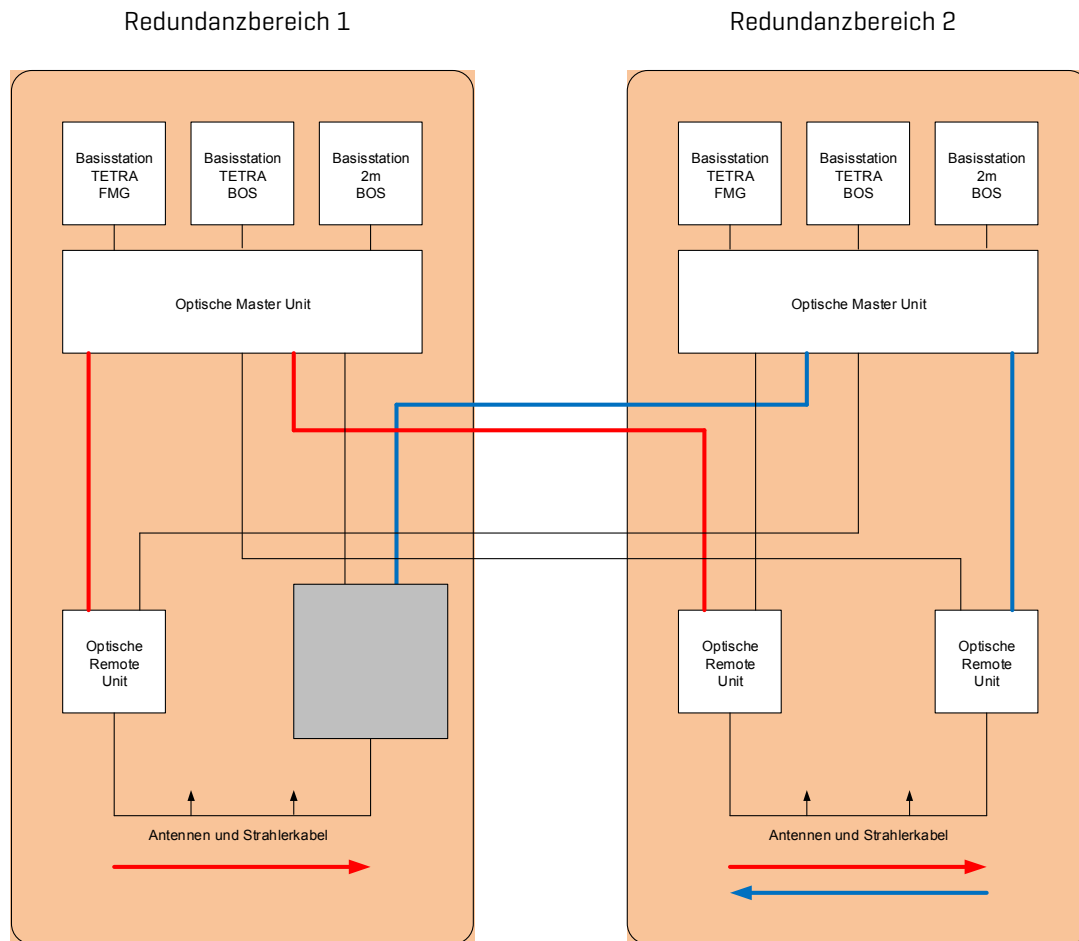 Redundanzbereich 1
Redundanzbereich 2
Basisstation
TETRA
FMG
Basisstation
TETRA
BOS
Basisstation
2m
BOS
Basisstation
TETRA
FMG
Basisstation
TETRA
BOS
Basisstation
2m
BOS
Optische Master Unit
Optische Master Unit
Optische
Remote
Unit
Optische
Remote
Unit
Optische
Remote
Unit
Antennen und Strahlerkabel
Antennen und Strahlerkabel